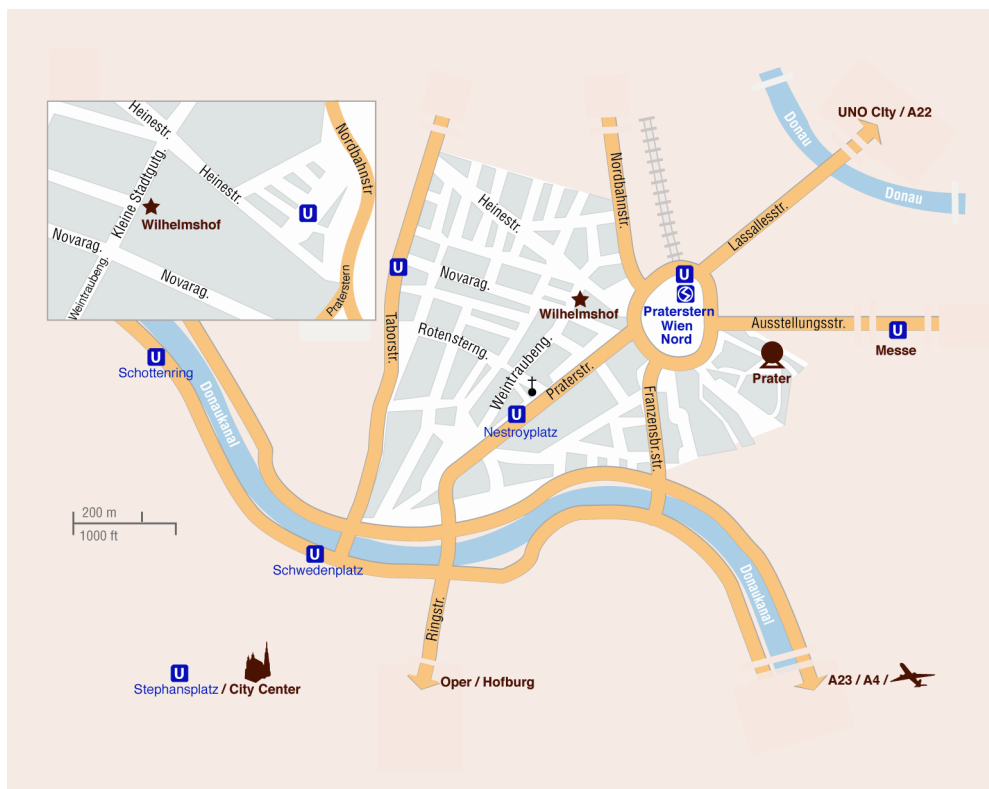 Heinestr.
Nordbahnstr
Kleine Stadtgutg.
Heinestr.
U
Wilhelmshof
Novarag.
Novarag.
Weintraubeng.
Praterstern
Donau
UNO CIty / A22
Donau
Nordbahnstr.
Heinestr.
Lassallestr.
U
Novarag.
U
Wilhelmshof
Praterstern
Wien
Nord
Ausstellungsstr.
U
Messe
Taborstr.
Rotensterng.
Weintraubeng.
Praterstr.
Prater
U
Schottenring
Donaukanal
Franzensbr.str.
U
Nestroyplatz
200 m
1000 ft
U
Schwedenplatz
Donaukanal
Ringstr.
U
Stephansplatz / City Center
Oper / Hofburg
A23 / A4 /